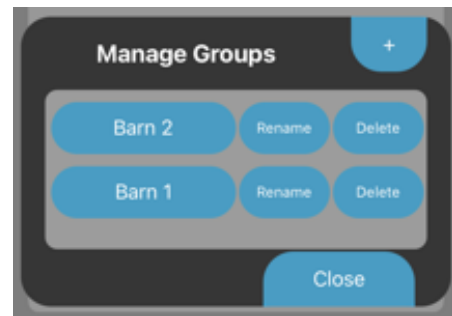 Manage Groups +
Barn 2 Rename Delete
Barn 1 Rename Delete
Close